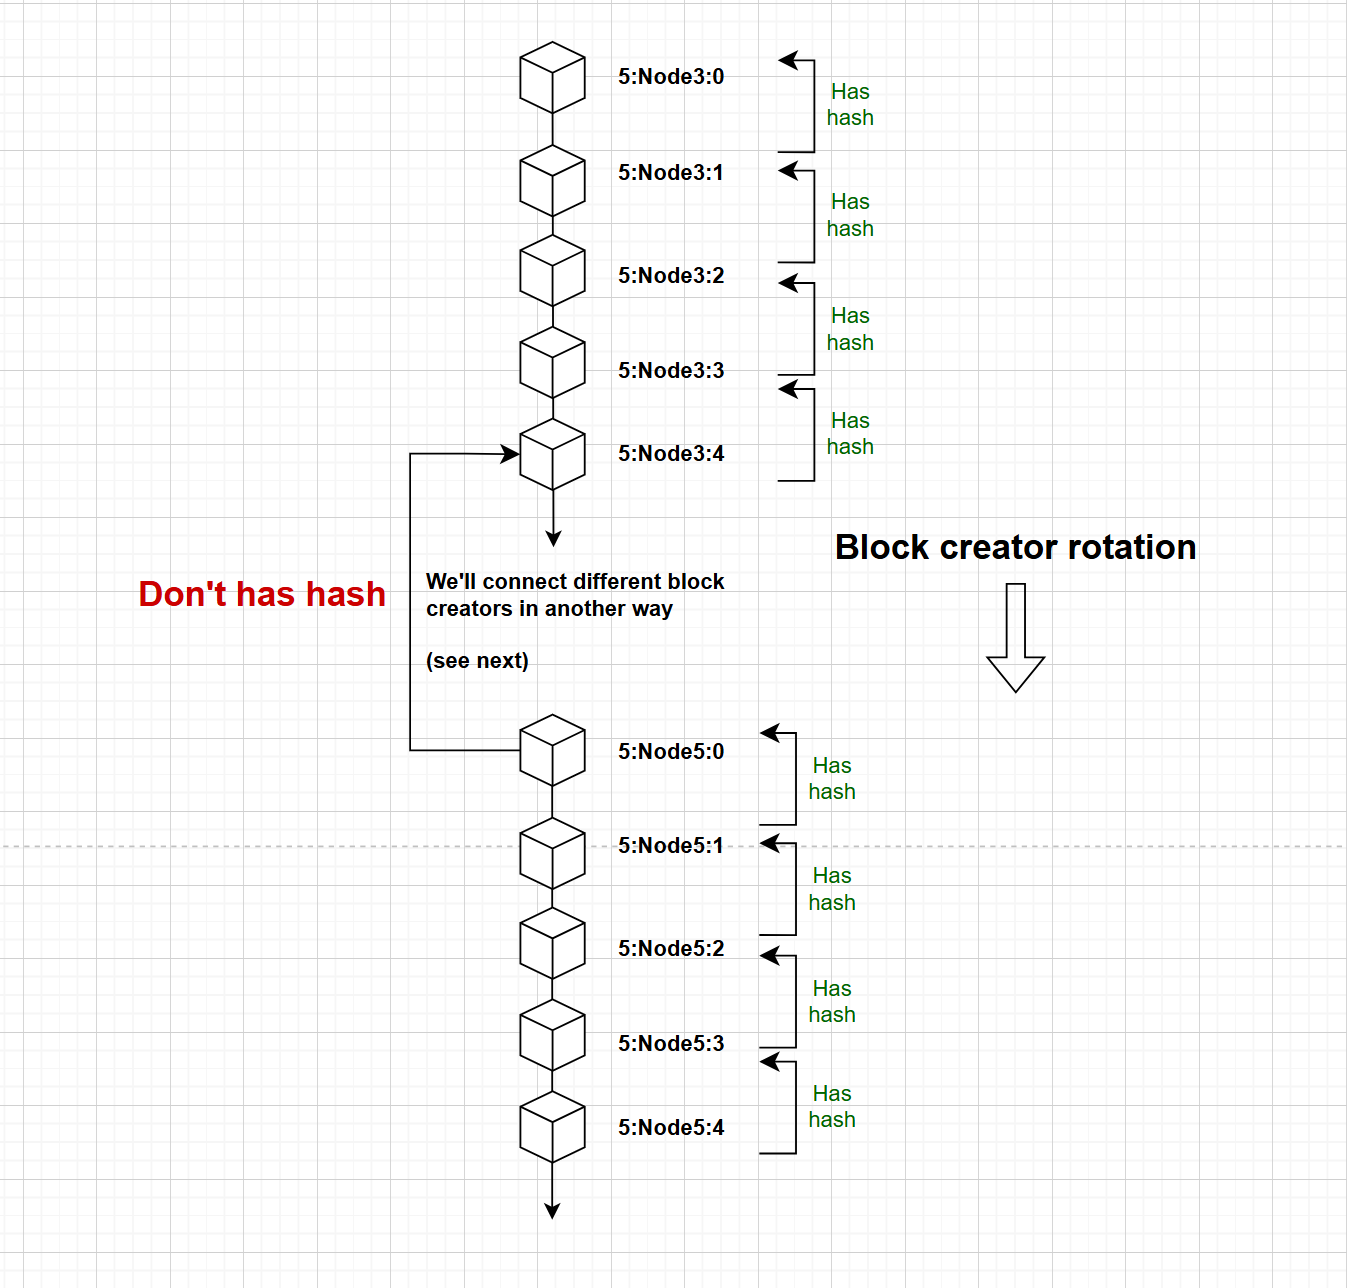 5:Node3:0
Has
hash
5:Node3:1
Has
hash
5:Node3:2
Has
hash
5:Node3:3
Has
hash
5:Node3:4
Block creator rotation
Don't has hash
We'll connect different block
creators in another way
(see next)
5:Node5:0
Has
hash
5:Node5:1
Has
hash
5:Node5:2
Has
hash
5:Node5:3
Has
hash
5:Node5:4